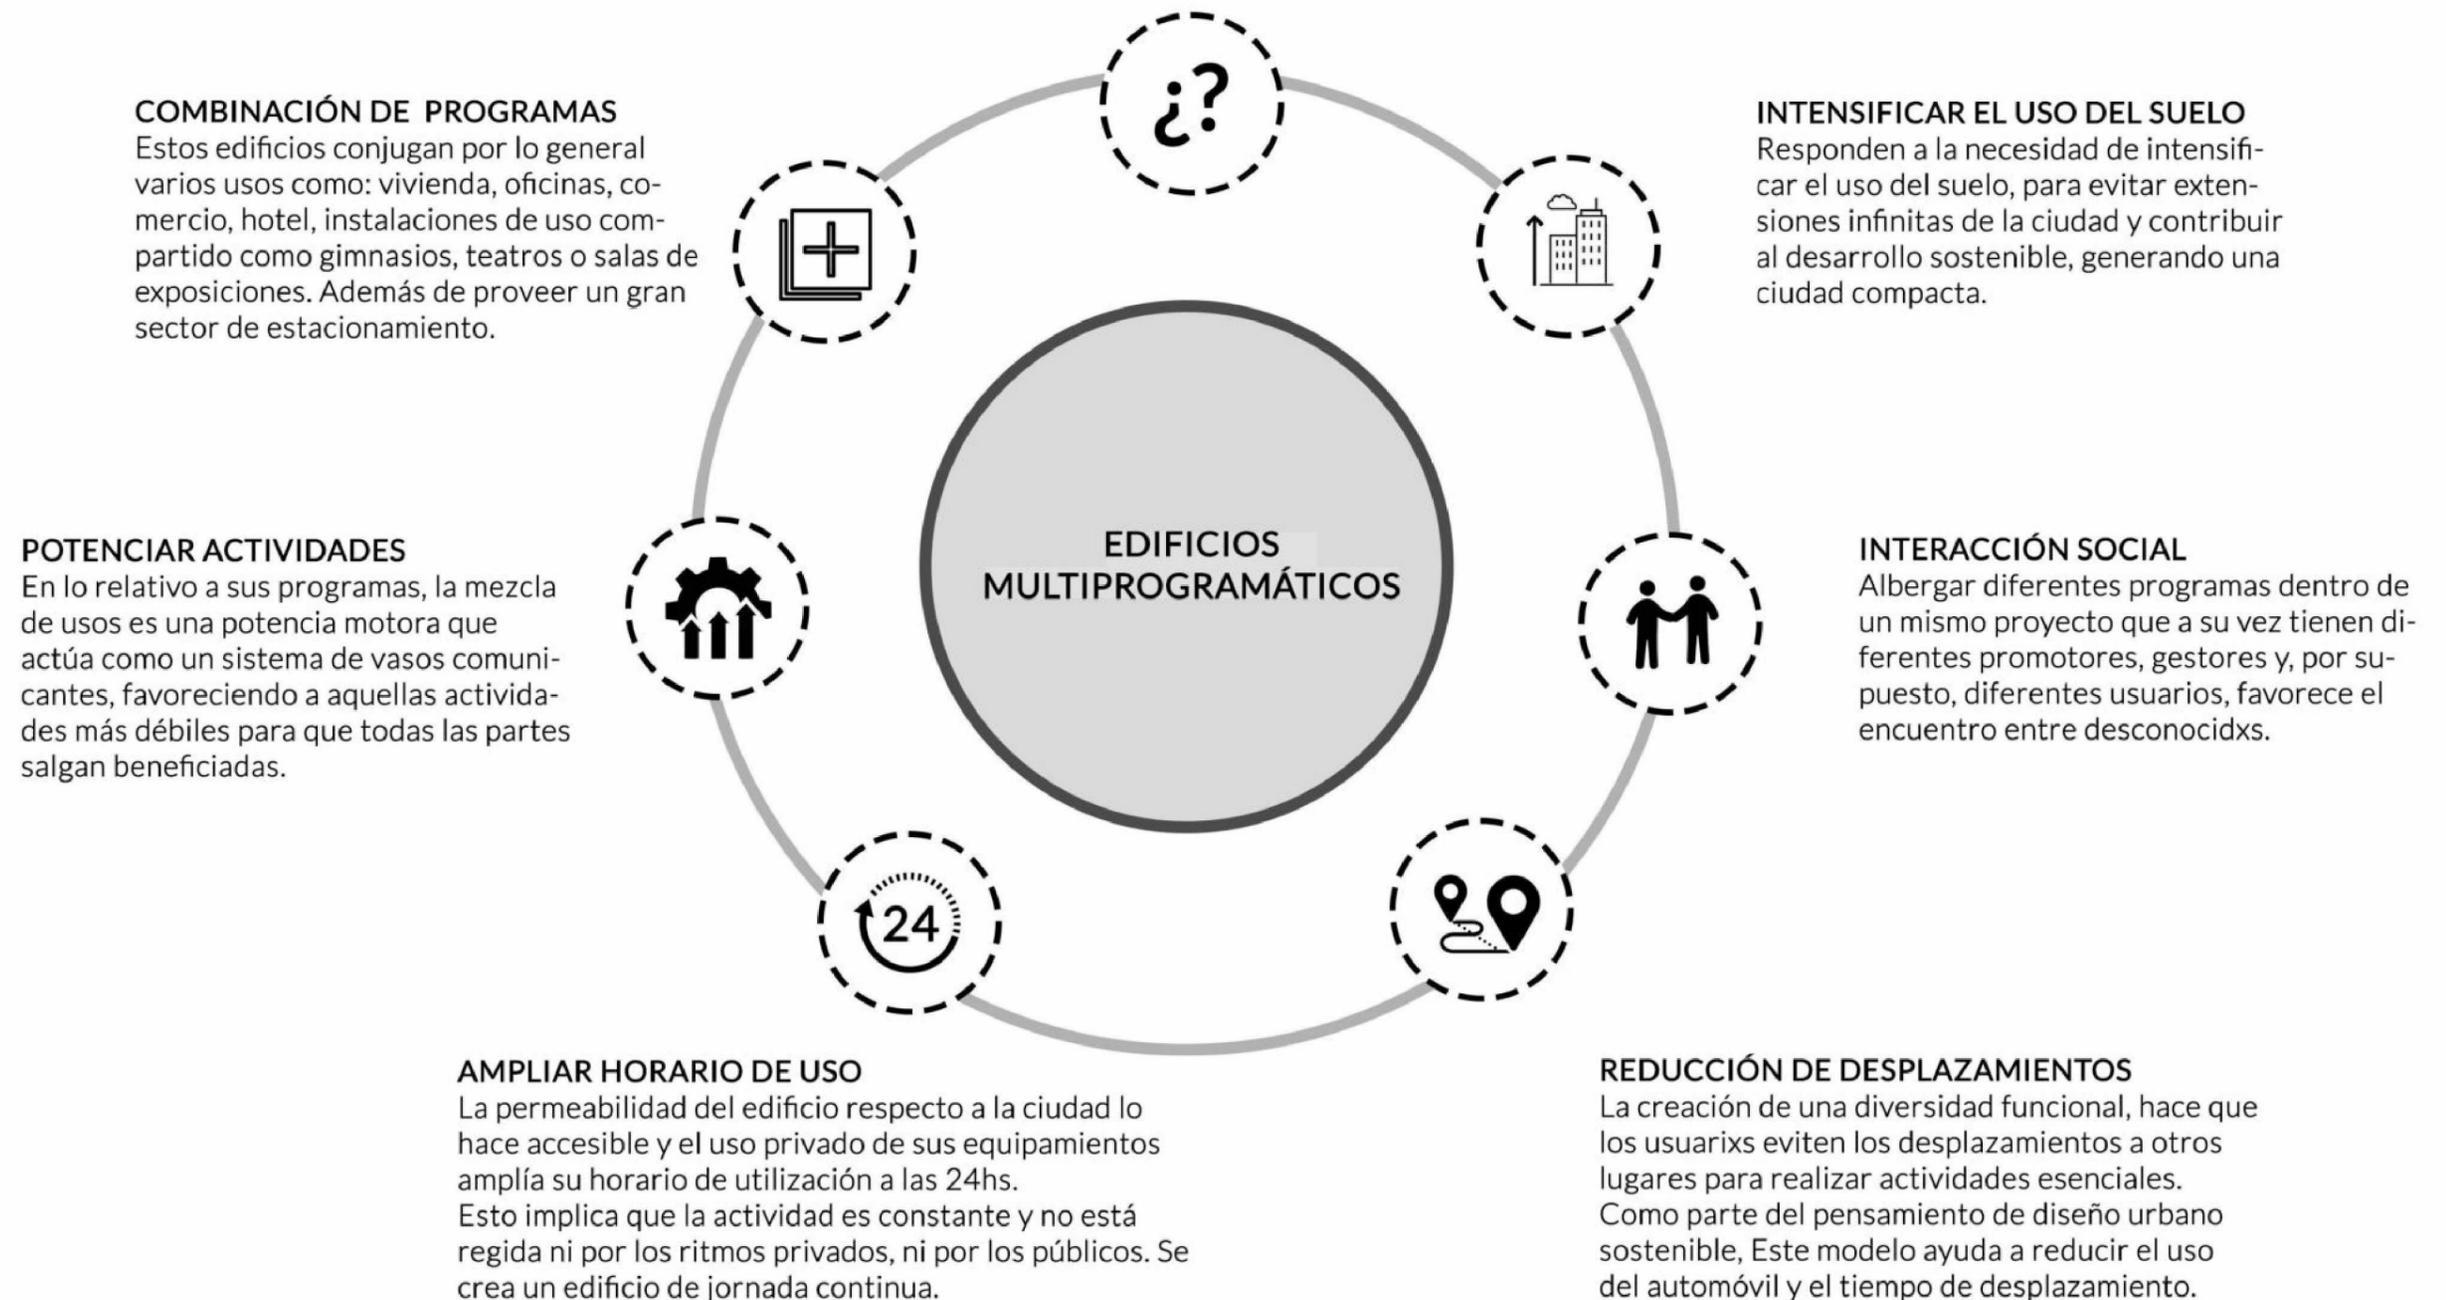 ¿?
COMBINACIÓN DE PROGRAMAS
Estos edificios conjugan por lo general
varios usos como: vivienda, oficinas, co-
mercio, hotel, instalaciones de uso com-
partido como gimnasios, teatros o salas de
exposiciones. Además de proveer un gran
sector de estacionamiento.
INTENSIFICAR EL USO DEL SUELO
Responden a la necesidad de intensifi-
car el uso del suelo, para evitar exten-
siones infinitas de la ciudad y contribuir
al desarrollo sostenible, generando una
ciudad compacta.
EDIFICIOS
MULTIPROGRAMÁTICOS
POTENCIAR ACTIVIDADES
En lo relativo a sus programas, la mezcla
de usos es una potencia motora que
actúa como un sistema de vasos comuni-
cantes, favoreciendo a aquellas activida-
des más débiles para que todas las partes
salgan beneficiadas.
INTERACCIÓN SOCIAL
Albergar diferentes programas dentro de
un mismo proyecto que a su vez tienen di-
ferentes promotores, gestores y, por su-
puesto, diferentes usuarios, favorece el
encuentro entre desconocidxs.
24
AMPLIAR HORARIO DE USO
La permeabilidad del edificio respecto a la ciudad lo
hace accesible y el uso privado de sus equipamientos
amplía su horario de utilización a las 24hs.
Esto implica que la actividad es constante y no está
regida ni por los ritmos privados, ni por los públicos. Se
crea un edificio de jornada continua.
REDUCCIÓN DE DESPLAZAMIENTOS
La creación de una diversidad funcional, hace que
los usuarixs eviten los desplazamientos a otros
lugares para realizar actividades esenciales.
Como parte del pensamiento de diseño urbano
sostenible, Este modelo ayuda a reducir el uso
del automóvil y el tiempo de desplazamiento.